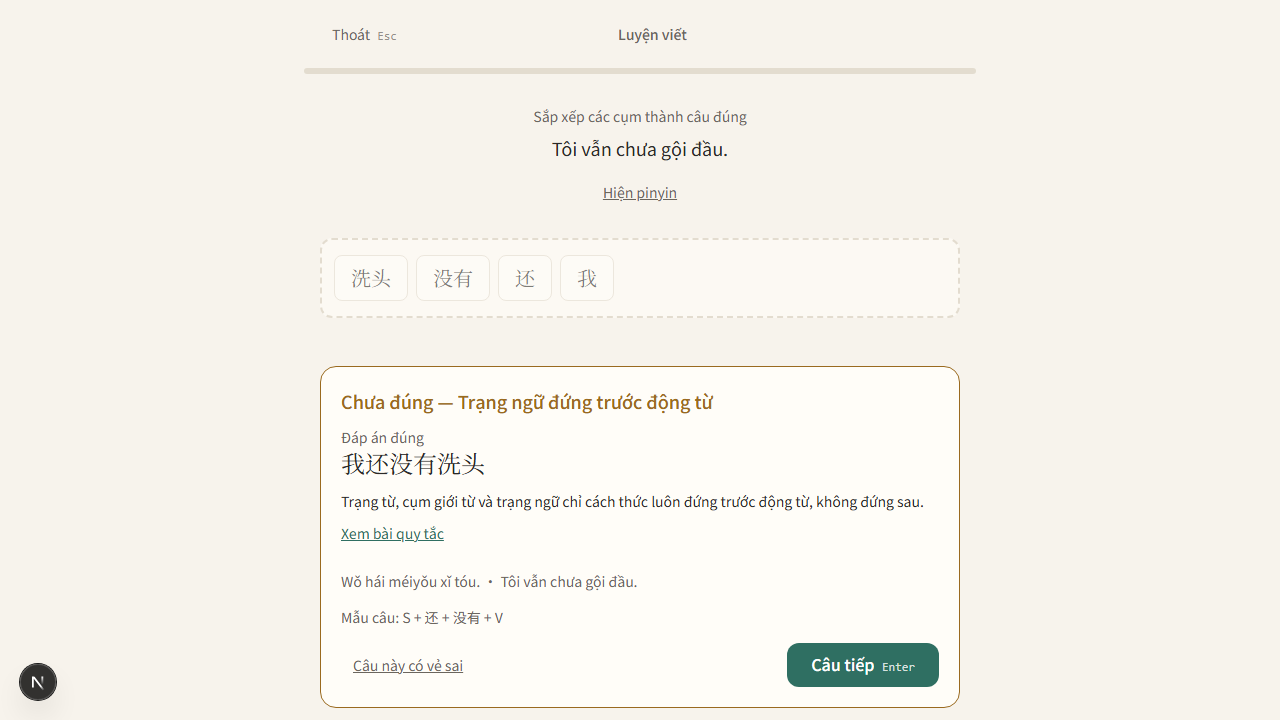 Thoát Esc
Luyện viết
Sắp xếp các cụm thành câu đúng
Tôi vẫn chưa gội đầu.
Hiện pinyin
洗头 没有 还 我
Chưa đúng — Trạng ngữ đứng trước động từ
Đáp án đúng
我还没有洗头
Trạng từ, cụm giới từ và trạng ngữ chỉ cách thức luôn đứng trước động từ, không đứng sau.
Xem bài quy tắc
Wǒ hái méiyǒu xǐ tóu. • Tôi vẫn chưa gội đầu.
Mẫu câu: S + 还 + 没有 + V
Câu này có vẻ sai
Câu tiếp Enter
N